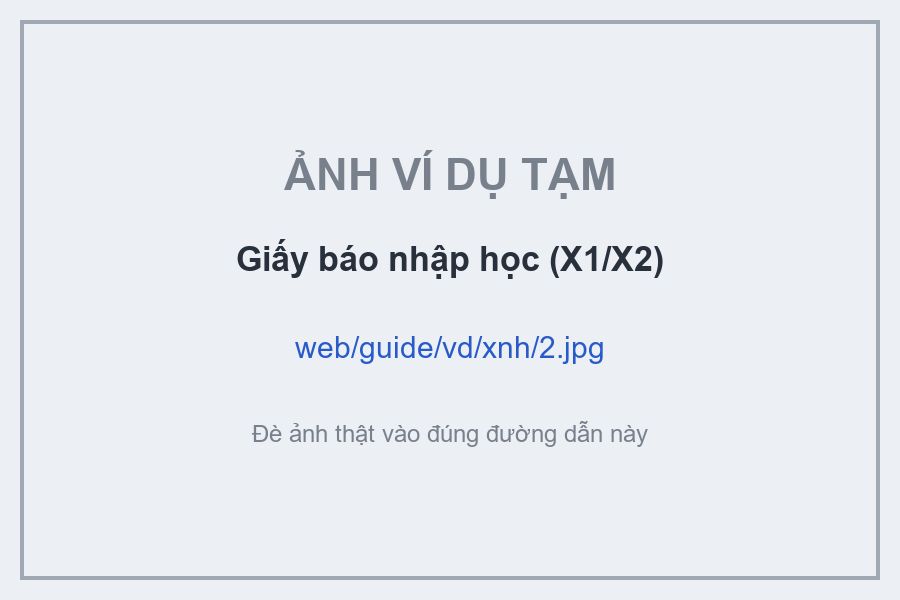 ẢNH VÍ DỤ TẠM
Giấy báo nhập học (X1/X2)
web/guide/vd/xnh/2.jpg
Đè ảnh thật vào đúng đường dẫn này